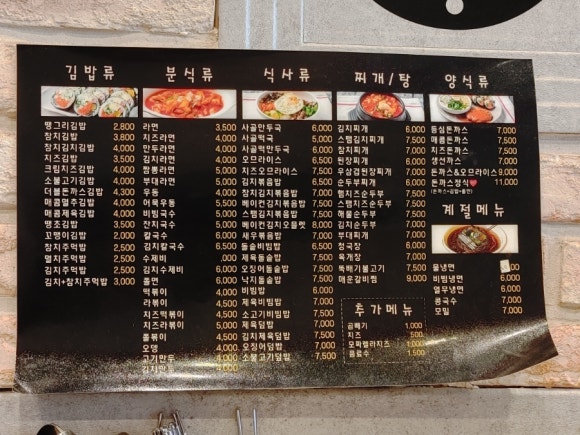 김밥류
땡그리김밥 2,800
참치김밥 3,800
참치김치김밥 4,000
치즈김밥 3,500
크림치즈김밥 4,000
소불고기김밥 4,000
더블돈까스김밥 4,300
매콤멸추김밥 4,000
매콤제육김밥 4,000
땡초김밥 3,500
꼬맹이김밥 2,000
참치주먹밥 2,500
멸치주먹밥 2,500
김치주먹밥 2,500
김치+참치주먹밥 3,000
분식류
라면 3,500
치즈라면 4,000
만두라면 4,000
김치라면 4,000
짬뽕라면 4,500
부대라면 5,500
우동 4,000
어묵우동 5,000
비빔국수 5,000
잔치국수 5,000
칼국수 6,000
김치칼국수 6,500
수제비
김치수제비
쫄면
떡볶이 4,000
라볶이 4,500
치즈떡볶이 4,500
치즈라볶이 5,000
쫄볶이 4,500
오뎅 4,000
고기만두 4,000
김치만두 4,000
식사류
사골만두국 6,000
사골떡국 6,000
사골떡만두국 6,500
오므라이스 6,500
치즈오므라이스 7,500
김치볶음밥 6,500
참치김치볶음밥 7,000
베이컨김치볶음밥 7,500
스팸김치볶음밥 7,500
베이컨김치오믈렛 7,500
새우볶음밥 7,000
돌솥비빔밥 6,500
제육돌솥밥 7,500
오징어돌솥밥 7,500
낙지돌솥밥 7,500
비빔밥 6,000
제육비빔밥 7,000
소고기비빔밥 7,500
제육덮밥 7,000
김치제육덮밥 7,500
오징어덮밥 7,000
소불고기덮밥 7,500
찌개/탕
김치찌개 6,000
스팸김치찌개 7,000
참치찌개 7,000
된장찌개 6,000
우삼겹된장찌개 7,000
순두부찌개 6,500
햄치즈순두부 7,500
스팸치즈순두부 7,500
해물순두부 7,500
김치순두부 7,000
부대찌개 7,000
청국장 7,000
육개장 7,000
뚝배기불고기 7,500
매운갈비찜 9,000
추가메뉴
곱빼기 1,000
치즈 500
모짜렐라치즈 1,000
음료수 1,500
양식류
등심돈까스 7,000
매콤돈까스 7,500
치즈돈까스 7,500
생선까스 7,000
돈까스&오므라이스 9,000
돈까스정식❤ 11,000
(돈까스+김밥+쫄면)
계절메뉴
물냉면
비빔냉면 6,000
열무냉면 7,000
콩국수 7,000
모밀 7,000